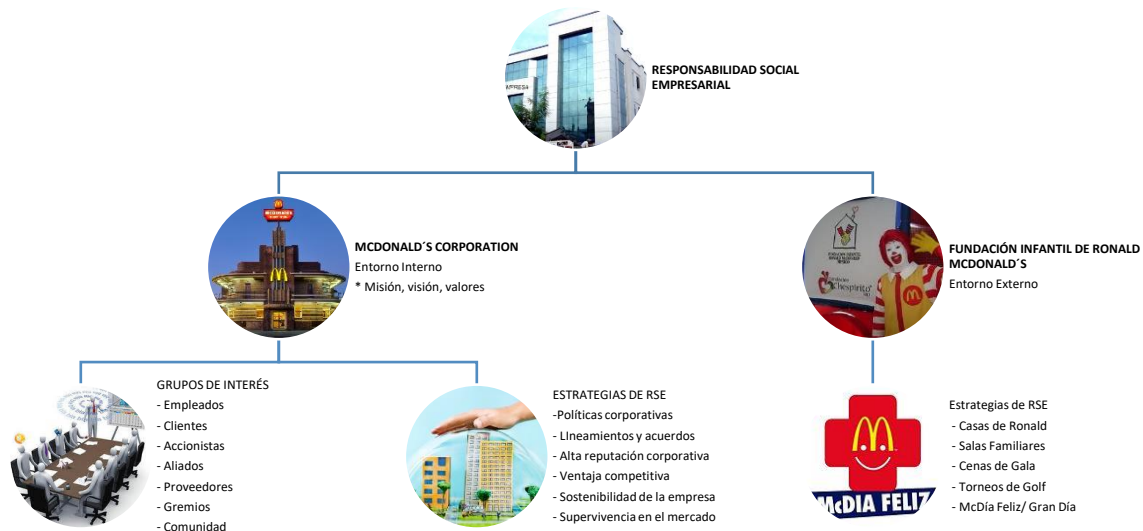 RESPONSABILIDAD SOCIAL
EMPRESARIAL
MCDONALD´S CORPORATION
Entorno Interno
* Misión, visión, valores
FUNDACIÓN INFANTIL DE RONALD
MCDONALD´S
Entorno Externo
Chespirito
GRUPOS DE INTERÉS
- Empleados
- Clientes
- Accionistas
- Aliados
- Proveedores
- Gremios
- Comunidad
ESTRATEGIAS DE RSE
-Políticas corporativas
- LIneamientos y acuerdos
- Alta reputación corporativa
- Ventaja competitiva
- Sostenibilidad de la empresa
- Supervivencia en el mercado
McDIA FELIZ
Estrategias de RSE
- Casas de Ronald
- Salas Familiares
- Cenas de Gala
- Torneos de Golf
- McDía Feliz/ Gran Día